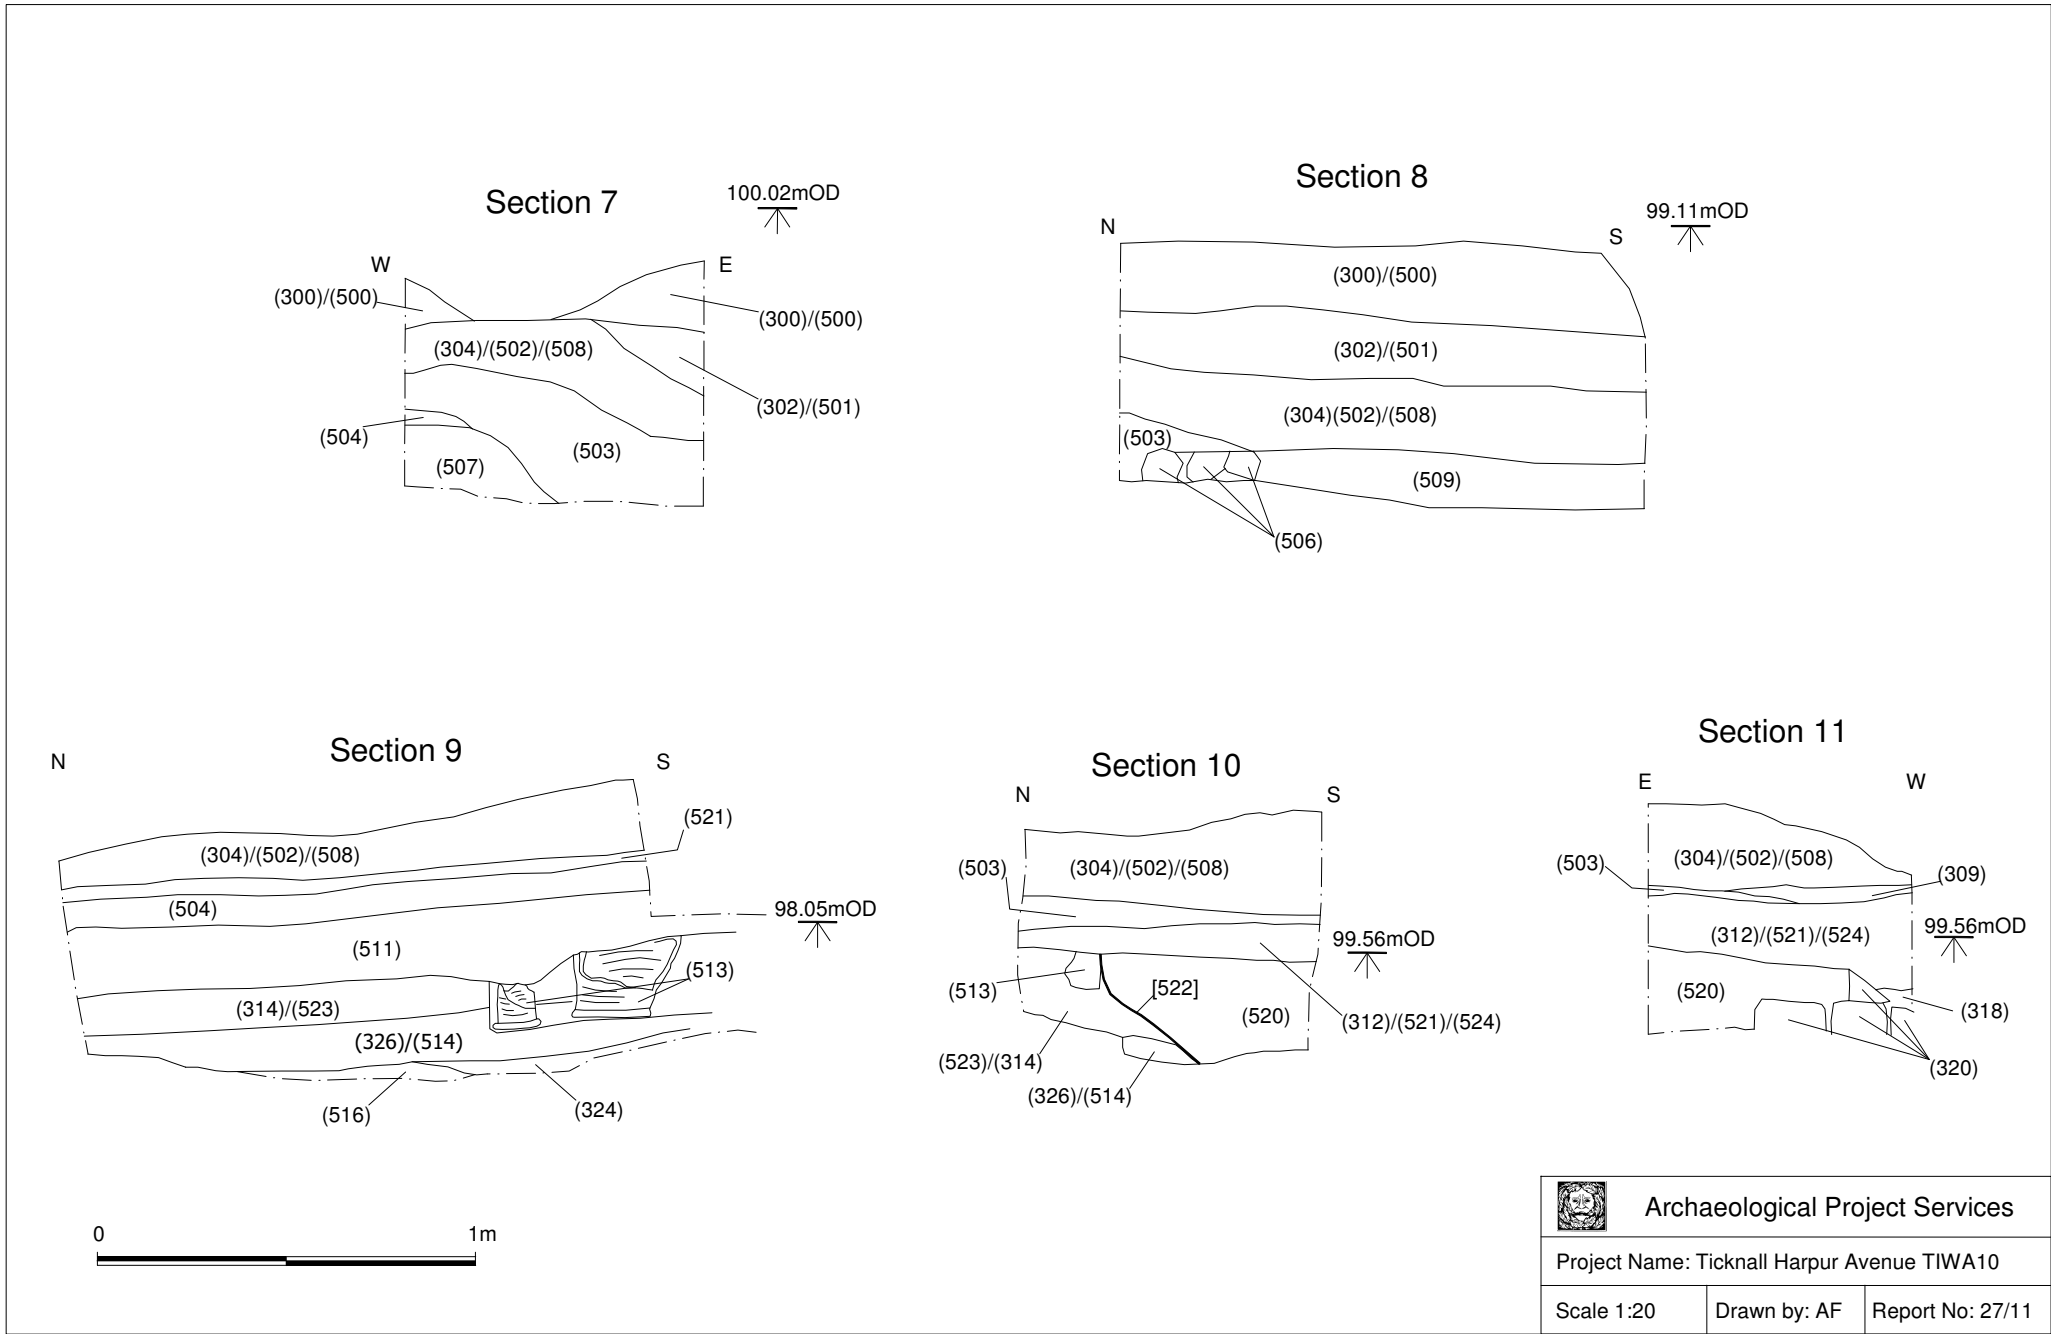 Section 7
100.02mOD
W
E
(300)/(500)
(300)/(500)
(304)/(502)/(508)
(302)/(501)
(504)
(503)
(507)
Section 8
99.11mOD
N
S
(300)/(500)
(302)/(501)
(304)(502)/(508)
(503)
(509)
(506)
Section 9
N
S
(521)
(304)/(502)/(508)
(504)
98.05mOD
(511)
(513)
(314)/(523)
(326)/(514)
(516)
(324)
Section 10
N
S
(503)
(304)/(502)/(508)
99.56mOD
(513)
[522]
(520)
(312)/(521)/(524)
(523)/(314)
(326)/(514)
Section 11
E
W
(503)
(304)/(502)/(508)
(309)
(312)/(521)/(524)
99.56mOD
(520)
(318)
(320)
0
1m
Archaeological Project Services
Project Name: Ticknall Harpur Avenue TIWA10
Scale 1:20
Drawn by: AF
Report No: 27/11